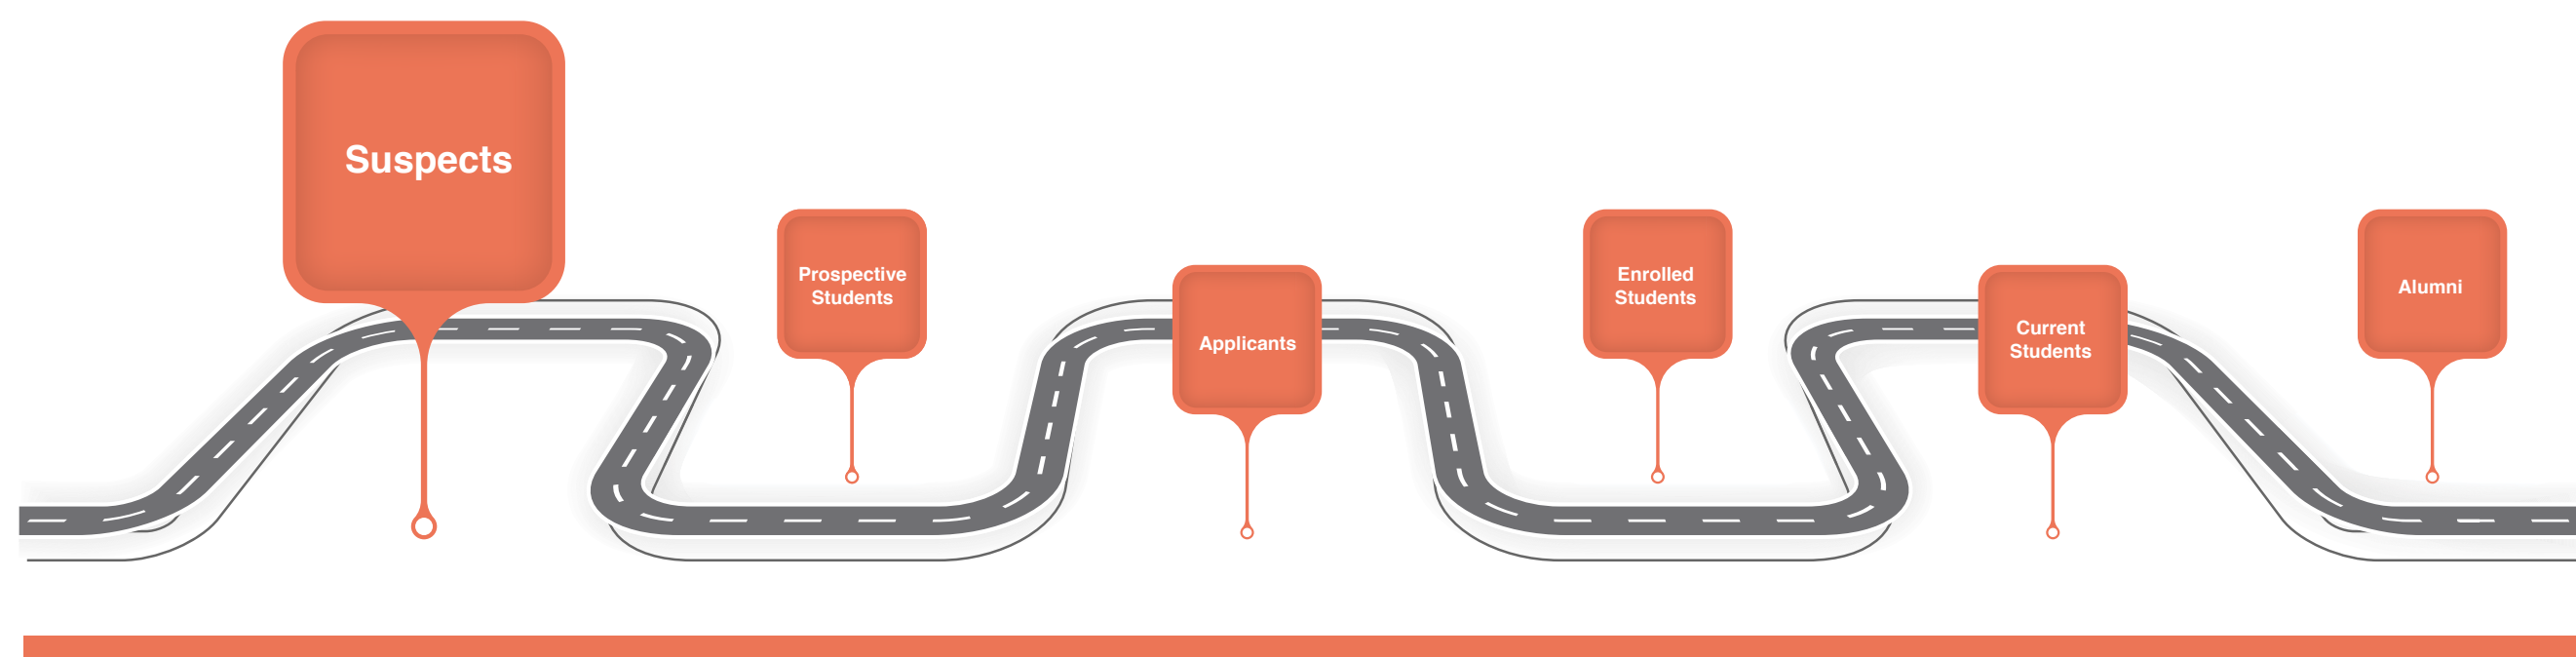 Suspects
Prospective
Students
Applicants
Enrolled
Students
Current
Students
Alumni